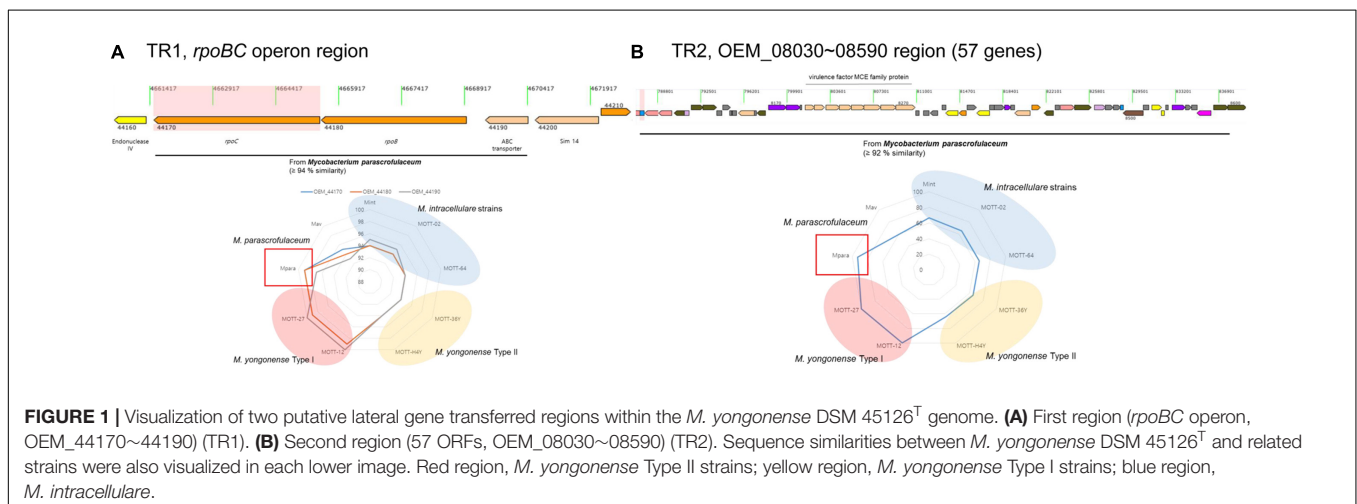 A TR1, rpoBC operon region
4661417 4662917 4664417 4665917 4667417 4668917 4670417 4671917
44210
44160 44170 44180 44190 44200
Endonuclease IV rpoC rpoB ABC transporter Sim 14
From Mycobacterium parascrofulaceum
(≥ 94 % similarity)
OEM_44170 OEM_44180 OEM_44190
Mint
M. intracellulare strains
MOTT-02
MOTT-64
MOTT-36Y
MOTT-H4Y
M. yongonense Type II
MOTT-12
M. yongonense Type I
MOTT-27
Mpara
M. parascrofulaceum
Mav
100
98
96
94
92
90
88
B TR2, OEM_08030~08590 region (57 genes)
virulence factor MCE family protein
From Mycobacterium parascrofulaceum
(≥ 92 % similarity)
Mint
M. intracellulare strains
MOTT-02
MOTT-64
MOTT-36Y
MOTT-H4Y
M. yongonense Type II
MOTT-12
M. yongonense Type I
MOTT-27
Mpara
M. parascrofulaceum
Mav
100
80
60
40
20
0
FIGURE 1 | Visualization of two putative lateral gene transferred regions within the M. yongonense DSM 45126T genome. (A) First region (rpoBC operon,
OEM_44170~44190) (TR1). (B) Second region (57 ORFs, OEM_08030~08590) (TR2). Sequence similarities between M. yongonense DSM 45126T and related
strains were also visualized in each lower image. Red region, M. yongonense Type II strains; yellow region, M. yongonense Type I strains; blue region,
M. intracellulare.